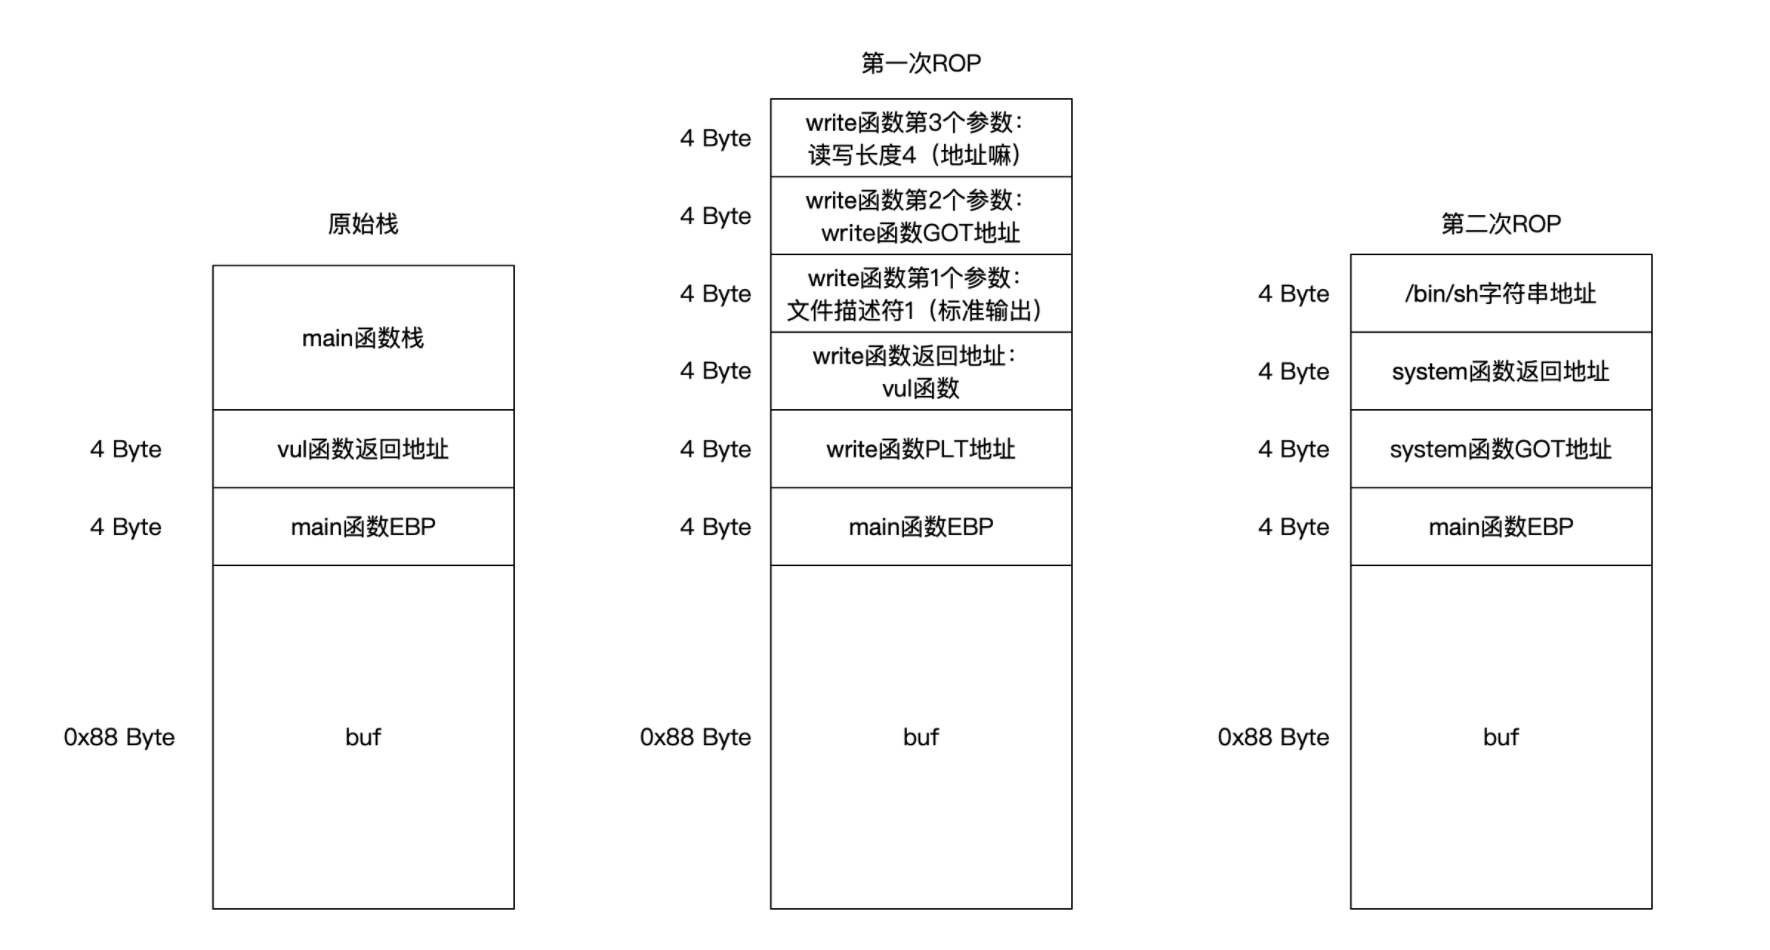 原始栈
main函数栈
4 Byte
vul函数返回地址
4 Byte
main函数EBP
0x88 Byte
buf
第一次ROP
4 Byte
write函数第3个参数：
读写长度4（地址嘛）
4 Byte
write函数第2个参数：
write函数GOT地址
4 Byte
write函数第1个参数：
文件描述符1（标准输出）
4 Byte
write函数返回地址：
vul函数
4 Byte
write函数PLT地址
4 Byte
main函数EBP
0x88 Byte
buf
第二次ROP
4 Byte
/bin/sh字符串地址
4 Byte
system函数返回地址
4 Byte
system函数GOT地址
4 Byte
main函数EBP
0x88 Byte
buf